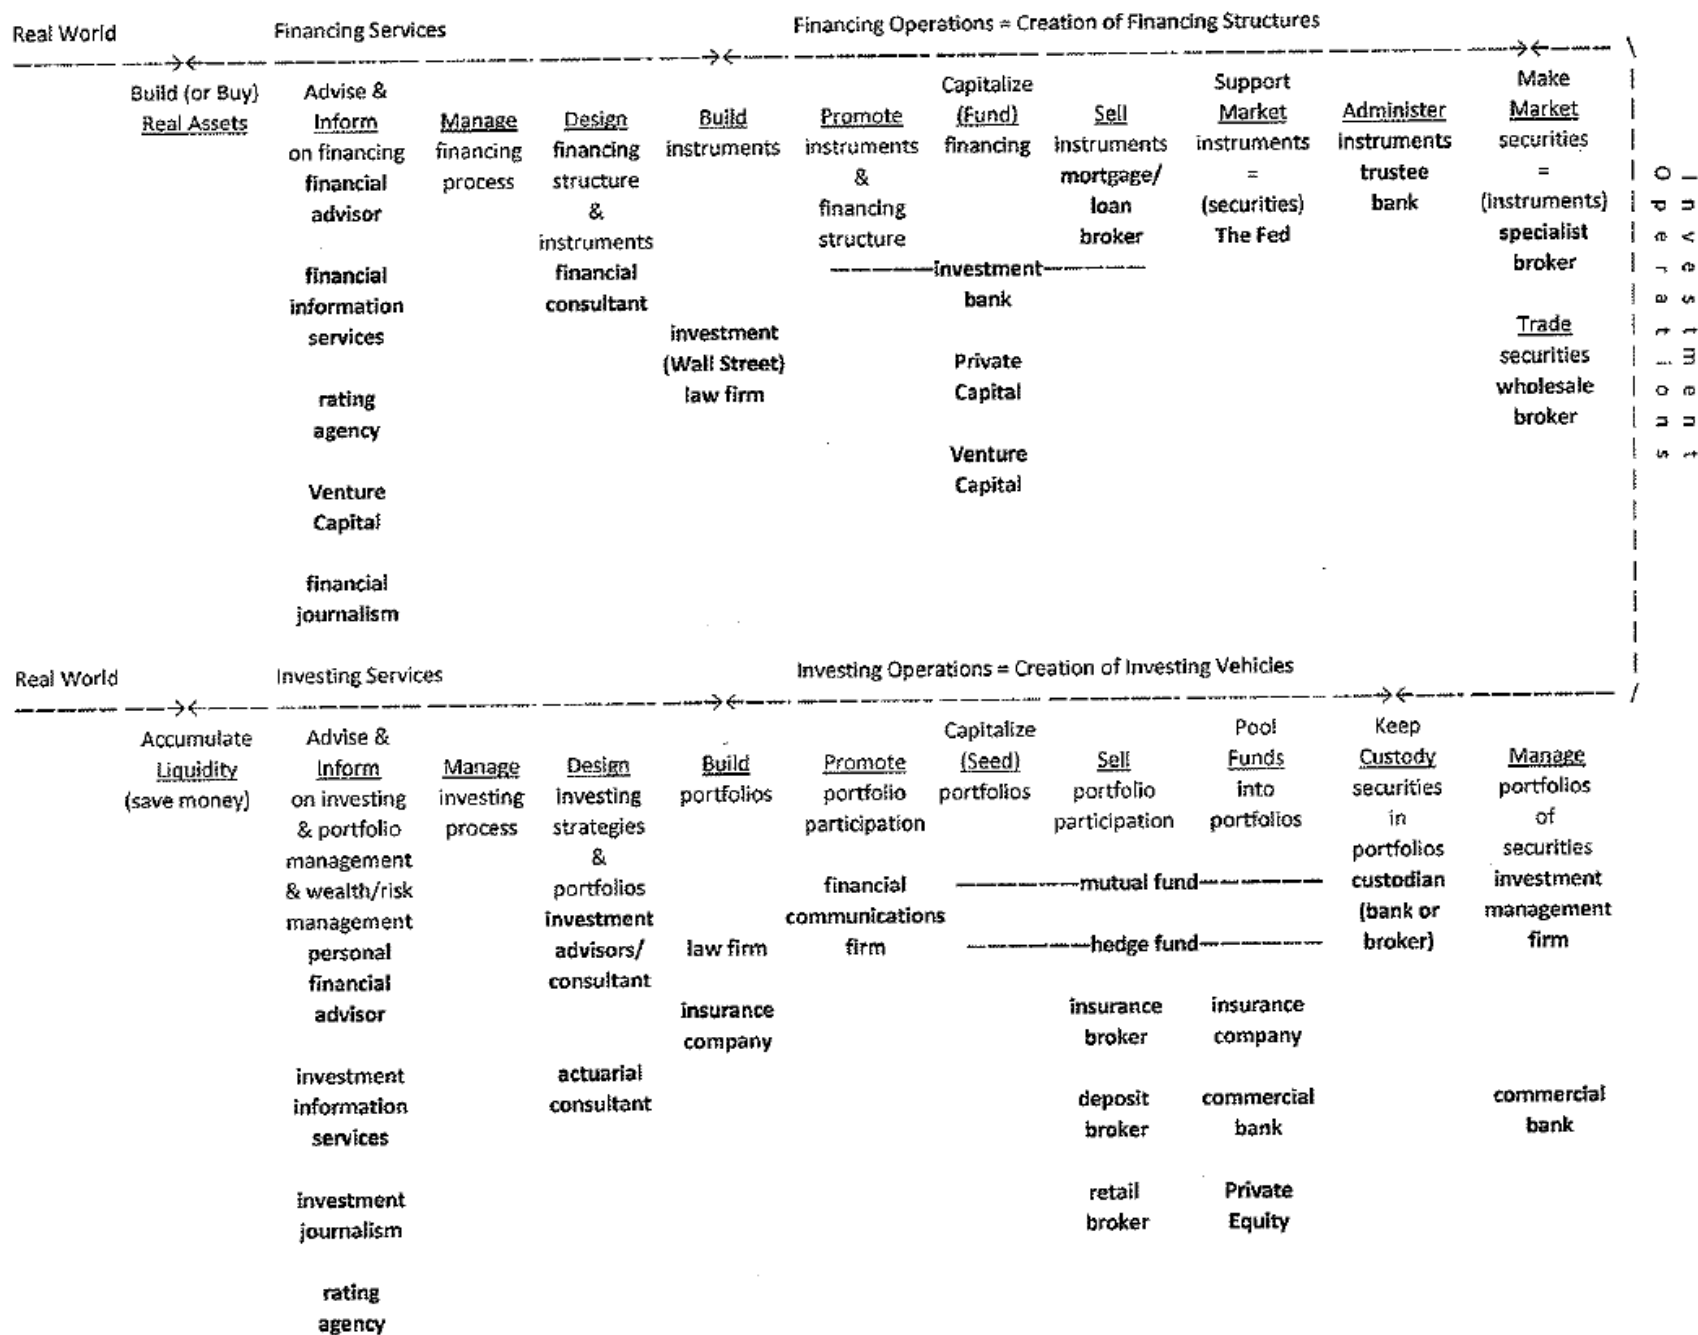 Real World
Financing Services
Financing Operations = Creation of Financing Structures
Build (or Buy)
Real Assets
Advise &
Inform
on financing
financial
advisor
financial
information
services
rating
agency
Venture
Capital
financial
journalism
Manage
financing
process
Design
financing
structure
&
instruments
financial
consultant
Build
instruments
investment
(Wall Street)
law firm
Promote
instruments
&
financing
structure
Capitalize
(Fund)
financing
investment
bank
Private
Capital
Venture
Capital
Sell
instruments
mortgage/
loan
broker
Support
Market
instruments
=
(securities)
The Fed
Administer
instruments
trustee
bank
Make
Market
securities
=
(instruments)
specialist
broker
Trade
securities
wholesale
broker
Investment
Operations
Real World
Investing Services
Investing Operations = Creation of Investing Vehicles
Accumulate
Liquidity
(save money)
Advise &
Inform
on investing
& portfolio
management
& wealth/risk
management
personal
financial
advisor
investment
information
services
investment
journalism
rating
agency
Manage
investing
process
Design
investing
strategies
&
portfolios
investment
advisors/
consultant
actuarial
consultant
Build
portfolios
law firm
insurance
company
Promote
portfolio
participation
financial
communications
firm
Capitalize
(Seed)
portfolios
Sell
portfolio
participation
mutual fund
hedge fund
insurance
broker
deposit
broker
retail
broker
Pool
Funds
into
portfolios
insurance
company
commercial
bank
Private
Equity
Keep
Custody
securities
in
portfolios
custodian
(bank or
broker)
Manage
portfolios
of
securities
investment
management
firm
commercial
bank